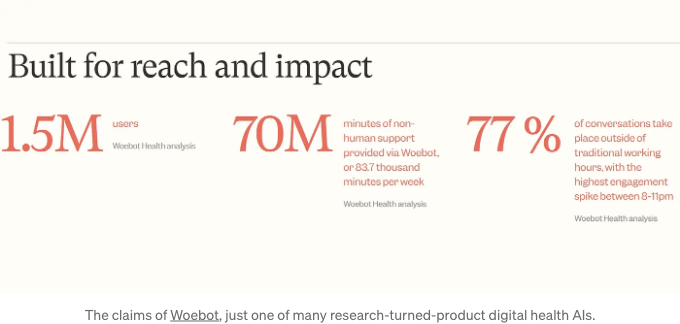 Built for reach and impact
1.5M
users
Woebot Health analysis
70M
minutes of non-
human support
provided via Woebot,
or 83.7 thousand
minutes per week
Woebot Health analysis
77 %
of conversations take
place outside of
traditional working
hours, with the
highest engagement
spike between 8-11pm
Woebot Health analysis
The claims of Woebot, just one of many research-turned-product digital health AIs.